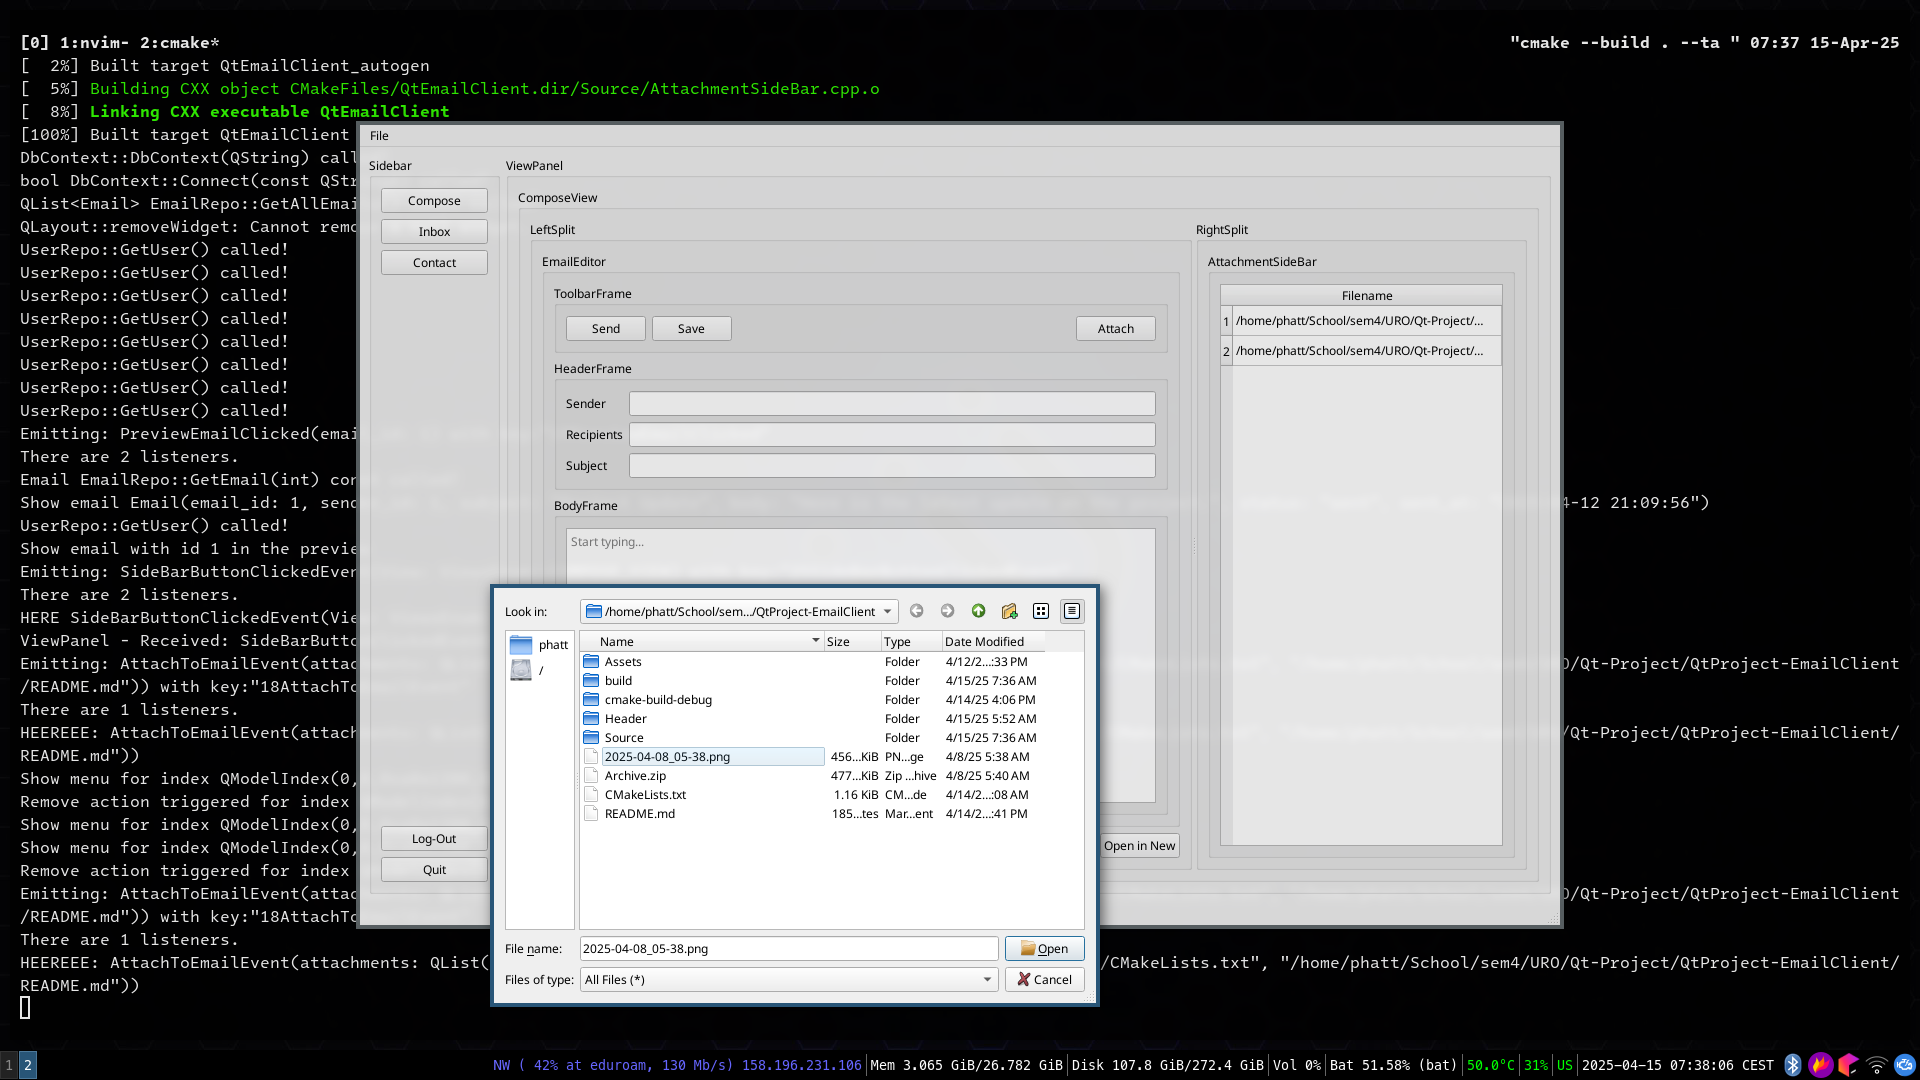 [0] 1:nvim- 2:cmake* "cmake --build . --ta " 07:37 15-Apr-25
[  2%] Built target QtEmailClient_autogen
[  5%] Building CXX object CMakeFiles/QtEmailClient.dir/Source/AttachmentSideBar.cpp.o
[  8%] Linking CXX executable QtEmailClient
[100%] Built target QtEmailClient
DbContext::DbContext(QString) call
bool DbContext::Connect(const QStr
QList<Email> EmailRepo::GetAllEmai
QLayout::removeWidget: Cannot remo
UserRepo::GetUser() called!
UserRepo::GetUser() called!
UserRepo::GetUser() called!
UserRepo::GetUser() called!
UserRepo::GetUser() called!
UserRepo::GetUser() called!
UserRepo::GetUser() called!
UserRepo::GetUser() called!
Emitting: PreviewEmailClicked(emai
There are 2 listeners.
Email EmailRepo::GetEmail(int) con
Show email Email(email_id: 1, send 4-12 21:09:56")
UserRepo::GetUser() called!
Show email with id 1 in the previe
Emitting: SideBarButtonClickedEven
There are 2 listeners.
HERE SideBarButtonClickedEvent(Vie
ViewPanel - Received: SideBarButto
Emitting: AttachToEmailEvent(attac O/Qt-Project/QtProject-EmailClient
/README.md")) with key:"18AttachTo
There are 1 listeners.
HEEREEE: AttachToEmailEvent(attach /Qt-Project/QtProject-EmailClient/
README.md"))
Show menu for index QModelIndex(0,
Remove action triggered for index
Show menu for index QModelIndex(0,
Show menu for index QModelIndex(0,
Remove action triggered for index
Emitting: AttachToEmailEvent(attac O/Qt-Project/QtProject-EmailClient
/README.md")) with key:"18AttachTo
There are 1 listeners.
HEEREEE: AttachToEmailEvent(attachments: QList( /CMakeLists.txt", "/home/phatt/School/sem4/URO/Qt-Project/QtProject-EmailClient/
README.md"))
File
Sidebar
Compose
Inbox
Contact
Log-Out
Quit
ViewPanel
ComposeView
LeftSplit
EmailEditor
ToolbarFrame
Send Save Attach
HeaderFrame
Sender
Recipients
Subject
BodyFrame
Start typing...
Open in New
RightSplit
AttachmentSideBar
Filename
1 /home/phatt/School/sem4/URO/Qt-Project/...
2 /home/phatt/School/sem4/URO/Qt-Project/...
Look in: /home/phatt/School/sem.../QtProject-EmailClient
phatt
/
Name Size Type Date Modified
Assets Folder 4/12/2...:33 PM
build Folder 4/15/25 7:36 AM
cmake-build-debug Folder 4/14/25 4:06 PM
Header Folder 4/15/25 5:52 AM
Source Folder 4/15/25 7:36 AM
2025-04-08_05-38.png 456...KiB PN...ge 4/8/25 5:38 AM
Archive.zip 477...KiB Zip ...hive 4/8/25 5:40 AM
CMakeLists.txt 1.16 KiB CM...de 4/14/2...:08 AM
README.md 185...tes Mar...ent 4/14/2...:41 PM
File name: 2025-04-08_05-38.png Open
Files of type: All Files (*) Cancel
1 2 NW ( 42% at eduroam, 130 Mb/s) 158.196.231.106 Mem 3.065 GiB/26.782 GiB Disk 107.8 GiB/272.4 GiB Vol 0% Bat 51.58% (bat) 50.0°C 31% US 2025-04-15 07:38:06 CEST